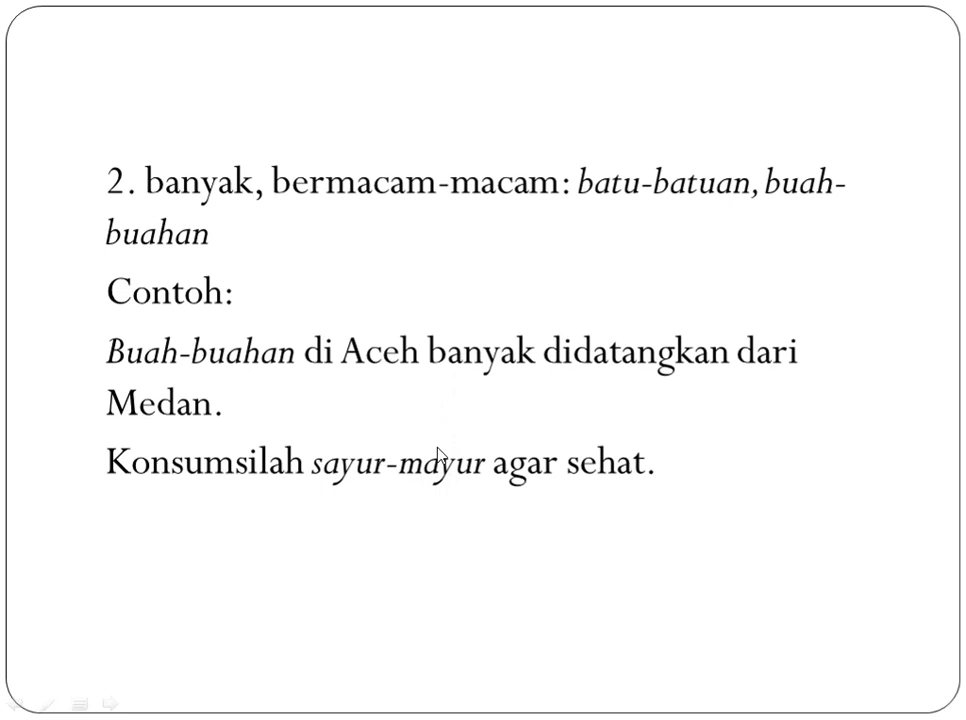 2. banyak, bermacam-macam: batu-batuan, buah-
buahan
Contoh:
Buah-buahan di Aceh banyak didatangkan dari
Medan.
Konsumsilah sayur-mayur agar sehat.